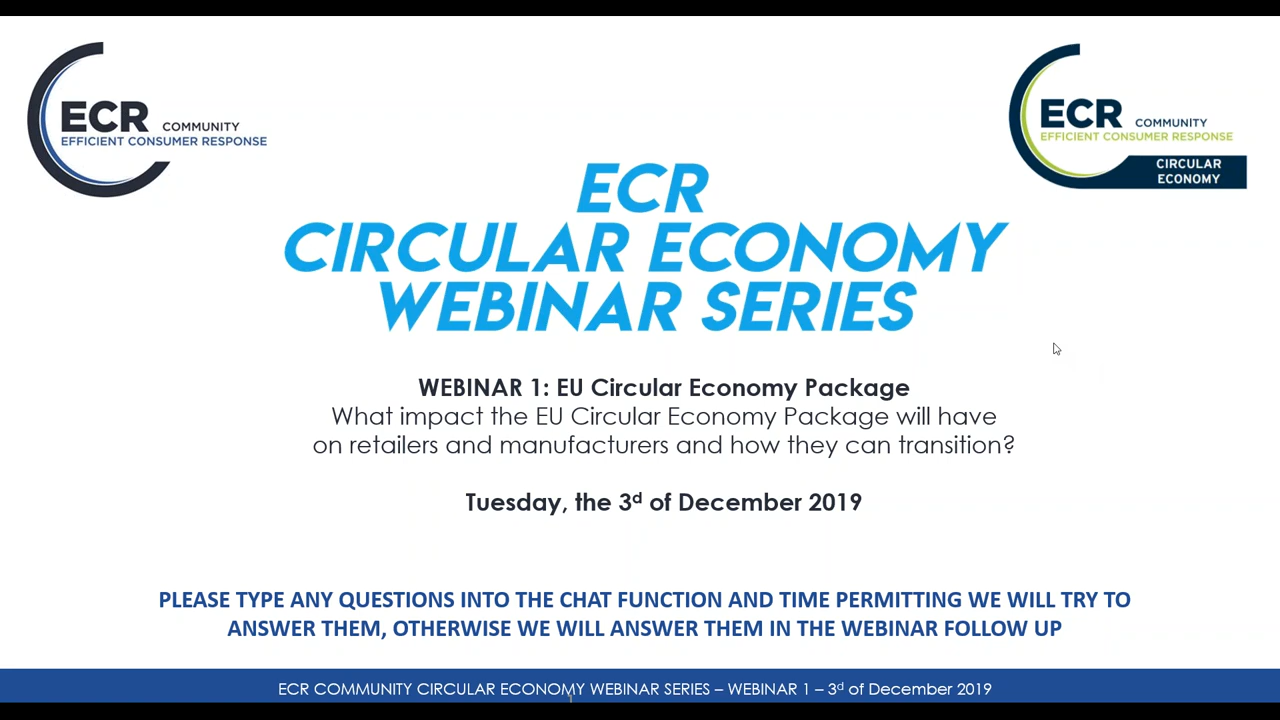 ECR COMMUNITY
EFFICIENT CONSUMER RESPONSE
ECR COMMUNITY
EFFICIENT CONSUMER RESPONSE
CIRCULAR
ECONOMY
ECR
CIRCULAR ECONOMY
WEBINAR SERIES
WEBINAR 1: EU Circular Economy Package
What impact the EU Circular Economy Package will have
on retailers and manufacturers and how they can transition?
Tuesday, the 3d of December 2019
PLEASE TYPE ANY QUESTIONS INTO THE CHAT FUNCTION AND TIME PERMITTING WE WILL TRY TO
ANSWER THEM, OTHERWISE WE WILL ANSWER THEM IN THE WEBINAR FOLLOW UP
ECR COMMUNITY CIRCULAR ECONOMY WEBINAR SERIES – WEBINAR 1 – 3d of December 2019